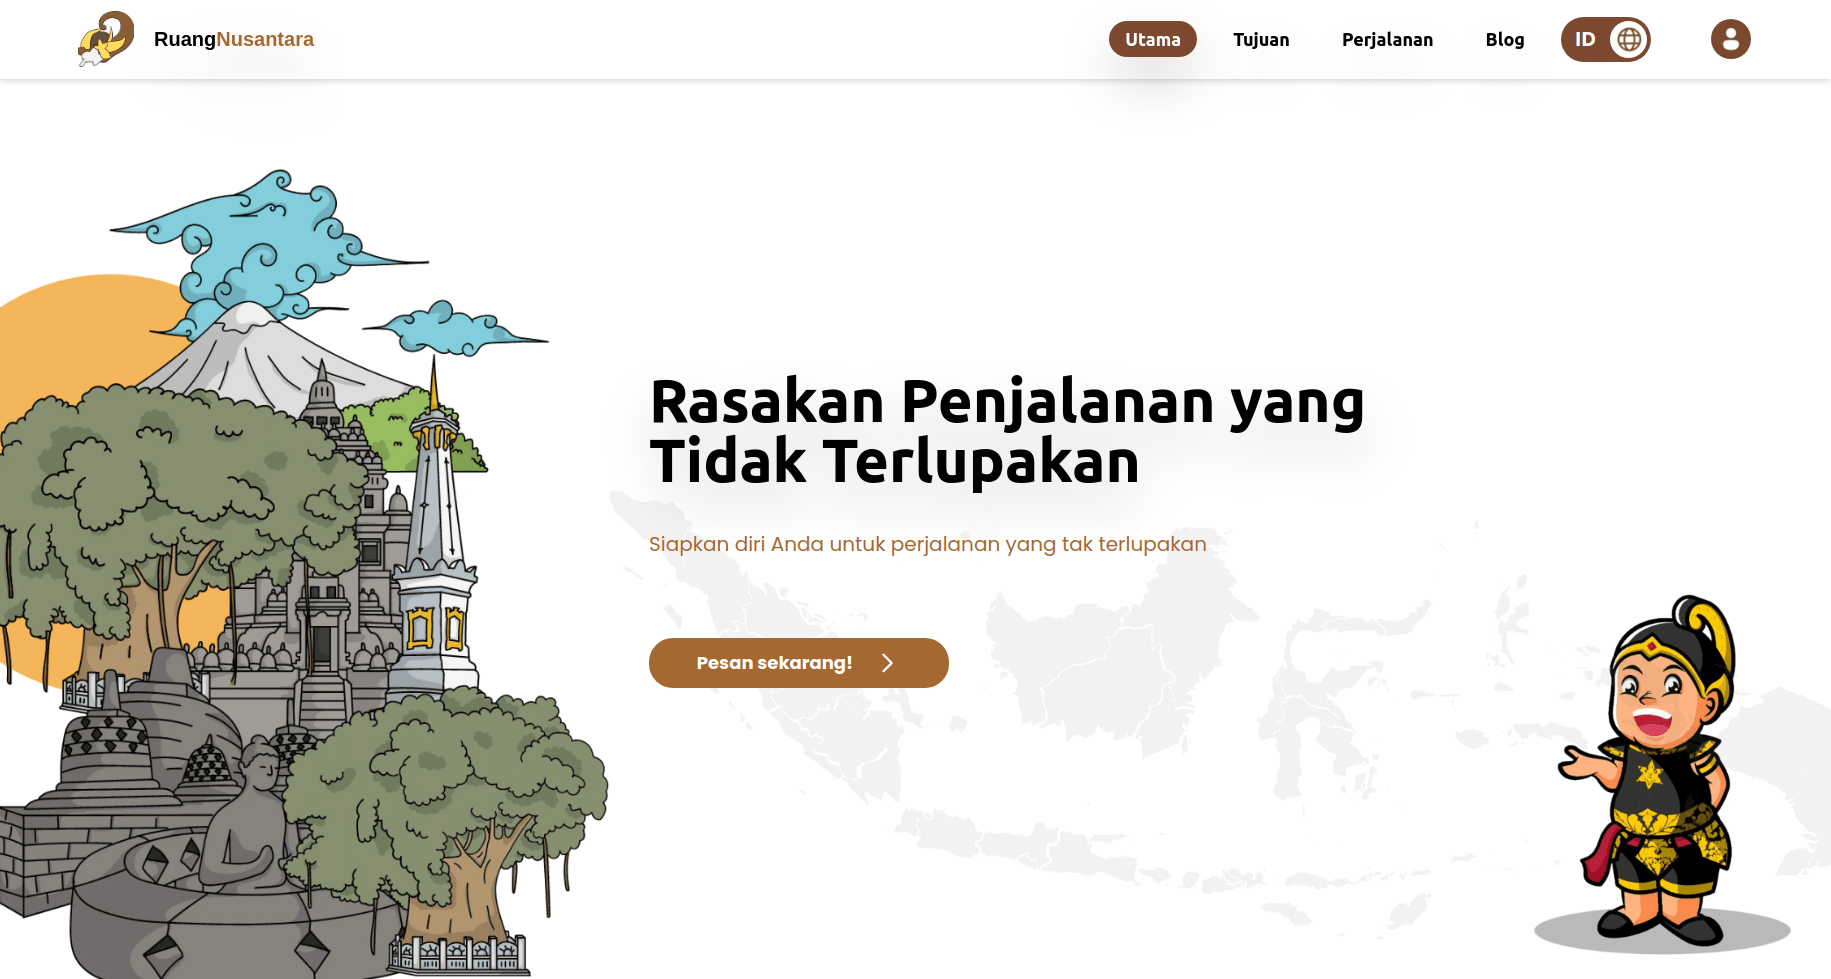 RuangNusantara
Utama
Tujuan
Perjalanan
Blog
ID
Rasakan Penjalanan yang
Tidak Terlupakan
Siapkan diri Anda untuk perjalanan yang tak terlupakan
Pesan sekarang!